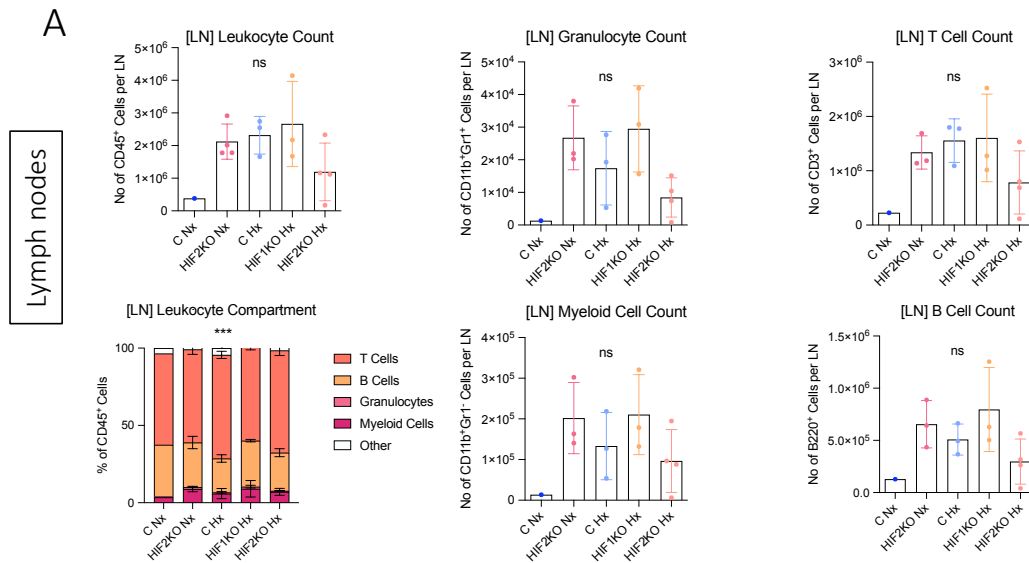 A
Lymph nodes
[LN] Leukocyte Count
No of CD45⁺ Cells per LN
5×10⁶
4×10⁶
3×10⁶
2×10⁶
1×10⁶
0
ns
C Nx
HIF2KO Nx
C Hx
HIF1KO Hx
HIF2KO Hx
[LN] Granulocyte Count
No of CD11b⁺Gr1⁺ Cells per LN
5×10⁴
4×10⁴
3×10⁴
2×10⁴
1×10⁴
0
ns
C Nx
HIF2KO Nx
C Hx
HIF1KO Hx
HIF2KO Hx
[LN] T Cell Count
No of CD3⁺ Cells per LN
3×10⁶
2×10⁶
1×10⁶
0
ns
C Nx
HIF2KO Nx
C Hx
HIF1KO Hx
HIF2KO Hx
[LN] Leukocyte Compartment
% of CD45⁺ Cells
100
50
0
***
C Nx
HIF2KO Nx
C Hx
HIF1KO Hx
HIF2KO Hx
T Cells
B Cells
Granulocytes
Myeloid Cells
Other
[LN] Myeloid Cell Count
No of CD11b⁺Gr1⁻ Cells per LN
4×10⁵
3×10⁵
2×10⁵
1×10⁵
0
ns
C Nx
HIF2KO Nx
C Hx
HIF1KO Hx
HIF2KO Hx
[LN] B Cell Count
No of B220⁺ Cells per LN
1.5×10⁶
1.0×10⁶
5.0×10⁵
0.0
ns
C Nx
HIF2KO Nx
C Hx
HIF1KO Hx
HIF2KO Hx